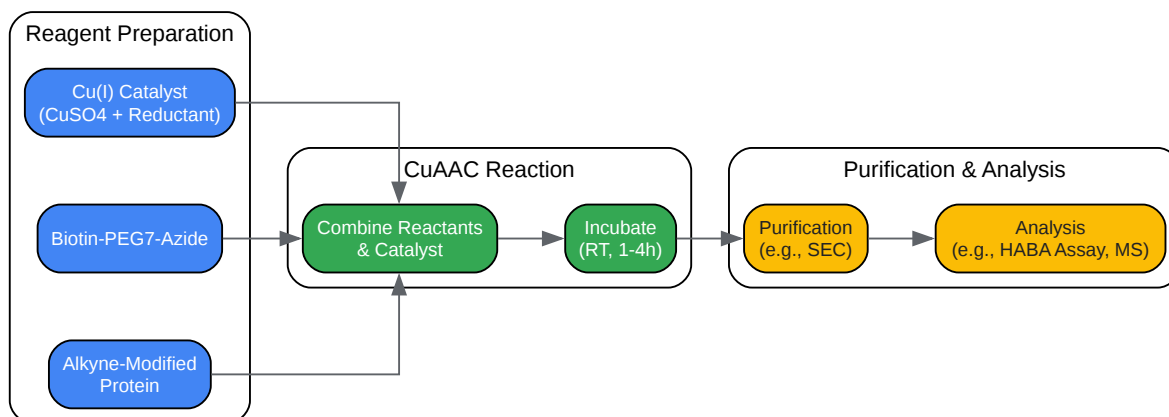 Reagent Preparation
Cu(I) Catalyst
(CuSO4 + Reductant)
Biotin-PEG7-Azide
Alkyne-Modified
Protein
CuAAC Reaction
Combine Reactants
& Catalyst
Incubate
(RT, 1-4h)
Purification & Analysis
Purification
(e.g., SEC)
Analysis
(e.g., HABA Assay, MS)